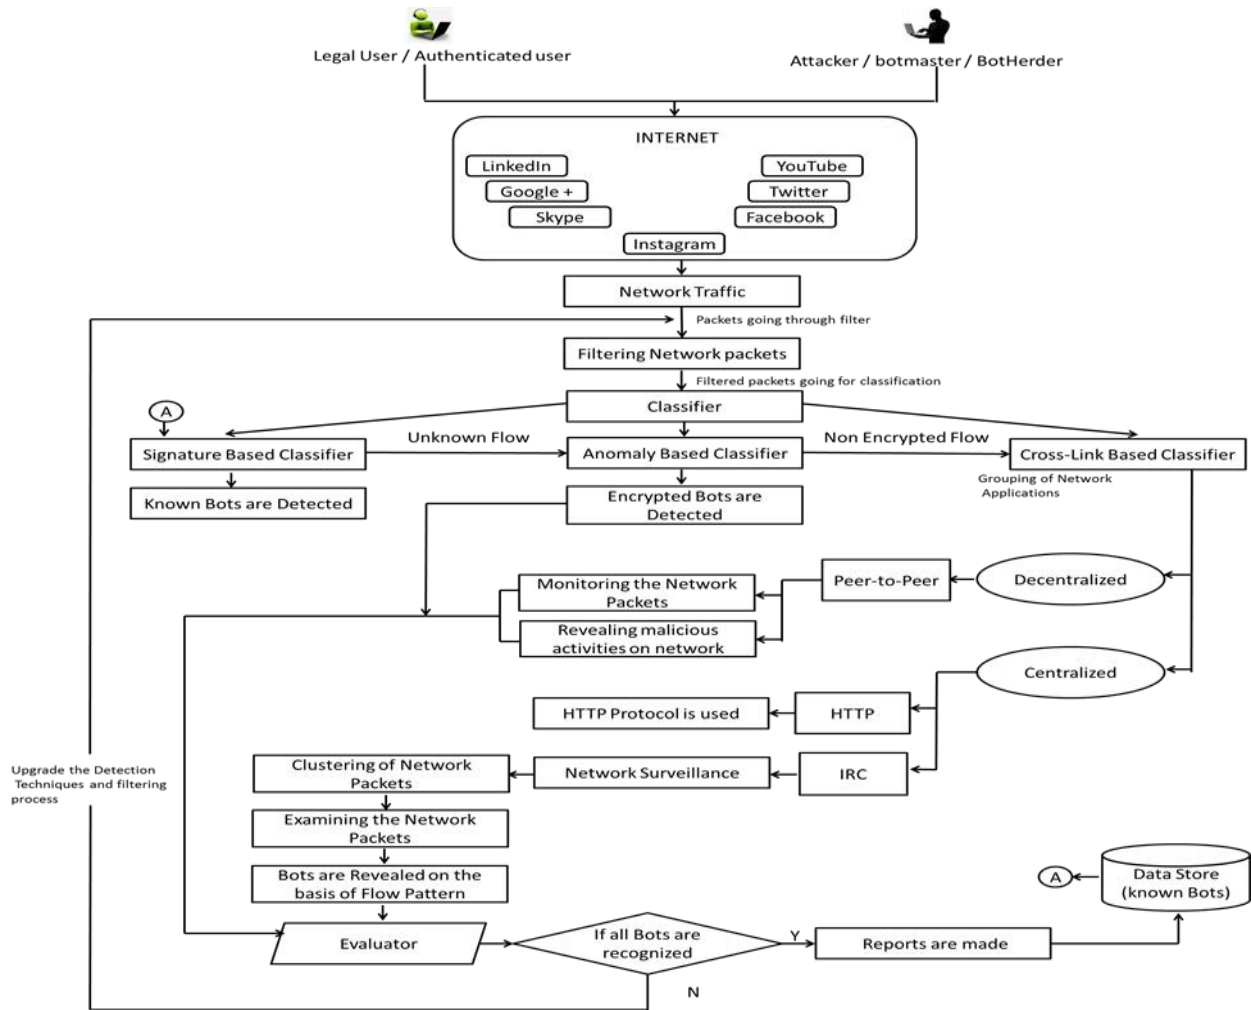 Legal User / Authenticated user
Attacker / botmaster / BotHerder
INTERNET
LinkedIn
YouTube
Google +
Twitter
Skype
Facebook
Instagram
Network Traffic
Packets going through filter
Filtering Network packets
Filtered packets going for classification
Classifier
A
Signature Based Classifier
Unknown Flow
Anomaly Based Classifier
Non Encrypted Flow
Cross-Link Based Classifier
Grouping of Network
Applications
Known Bots are Detected
Encrypted Bots are
Detected
Decentralized
Peer-to-Peer
Monitoring the Network
Packets
Revealing malicious
activities on network
Centralized
HTTP
HTTP Protocol is used
IRC
Network Surveillance
Clustering of Network
Packets
Upgrade the Detection
Techniques and filtering
process
Examining the Network
Packets
Bots are Revealed on the
basis of Flow Pattern
Evaluator
If all Bots are
recognized
Y
Reports are made
Data Store
(known Bots)
A
N